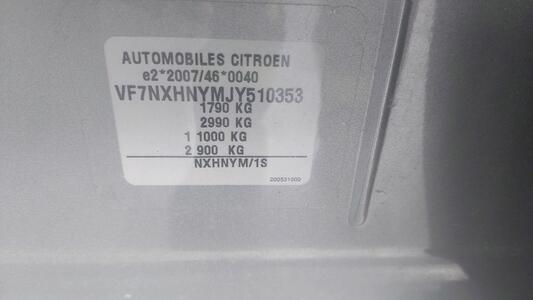 AUTOMOBILES CITROEN
e2*2007/46*0040
VF7NXHNYMJY510353
1790 KG
2990 KG
1 1000 KG
2 900 KG
NXHNYM/1S
200531000